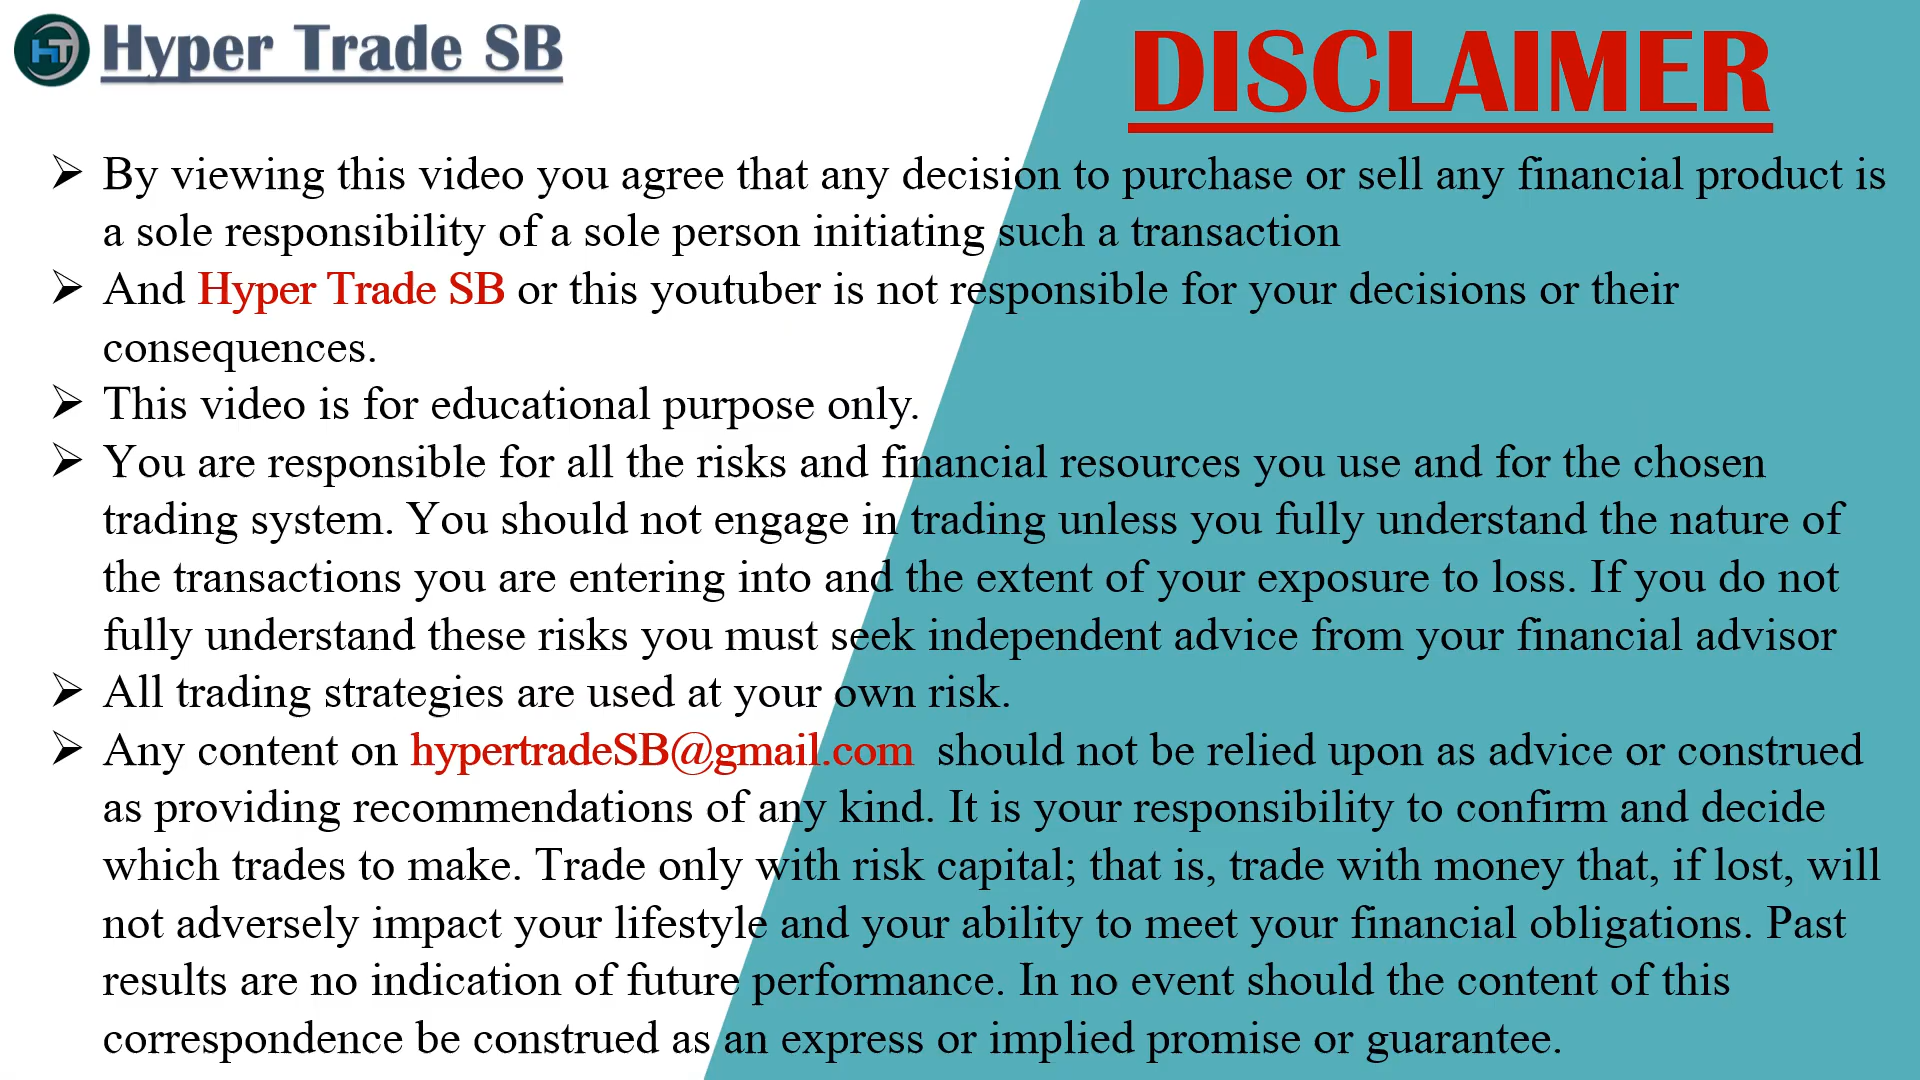 HT Hyper Trade SB
DISCLAIMER
➢ By viewing this video you agree that any decision to purchase or sell any financial product is
a sole responsibility of a sole person initiating such a transaction
➢ And Hyper Trade SB or this youtuber is not responsible for your decisions or their
consequences.
➢ This video is for educational purpose only.
➢ You are responsible for all the risks and financial resources you use and for the chosen
trading system. You should not engage in trading unless you fully understand the nature of
the transactions you are entering into and the extent of your exposure to loss. If you do not
fully understand these risks you must seek independent advice from your financial advisor
➢ All trading strategies are used at your own risk.
➢ Any content on hypertradeSB@gmail.com should not be relied upon as advice or construed
as providing recommendations of any kind. It is your responsibility to confirm and decide
which trades to make. Trade only with risk capital; that is, trade with money that, if lost, will
not adversely impact your lifestyle and your ability to meet your financial obligations. Past
results are no indication of future performance. In no event should the content of this
correspondence be construed as an express or implied promise or guarantee.